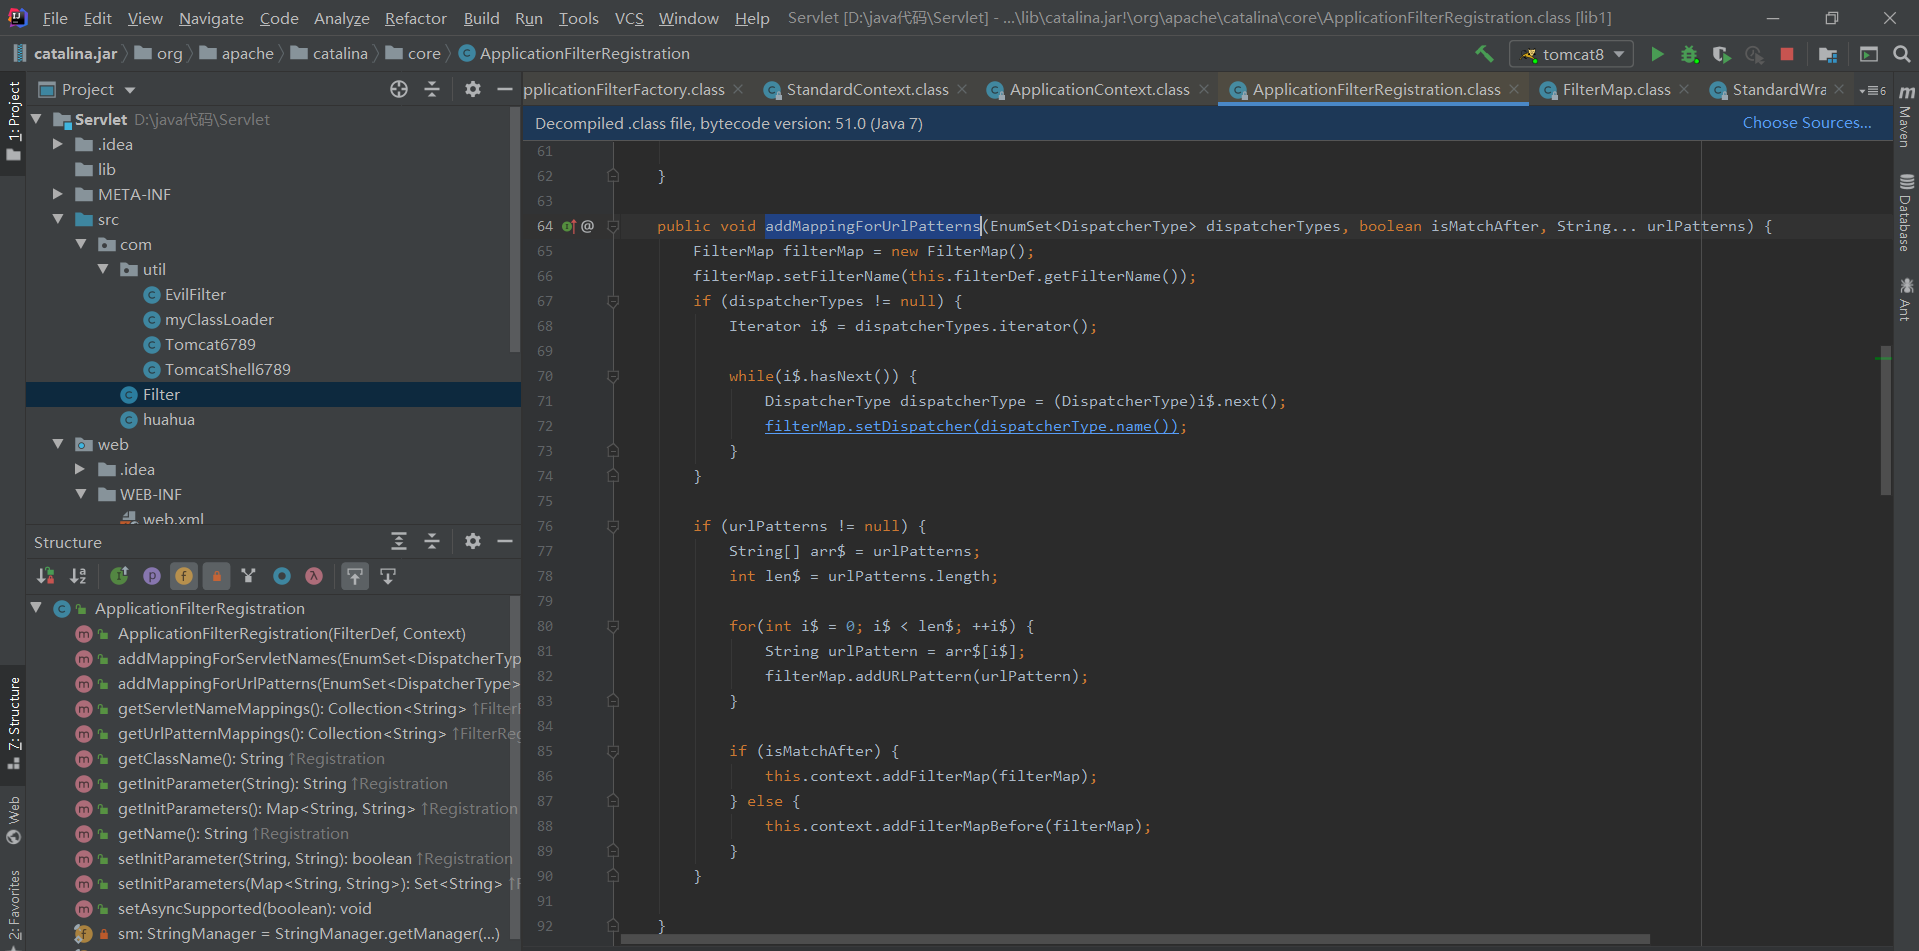 File Edit View Navigate Code Analyze Refactor Build Run Tools VCS Window Help Servlet [D:\java代码\Servlet] - ...\lib\catalina.jar!\org\apache\catalina\core\ApplicationFilterRegistration.class [lib1]
catalina.jar org apache catalina core ApplicationFilterRegistration tomcat8
1: Project
Project
pplicationFilterFactory.class StandardContext.class ApplicationContext.class ApplicationFilterRegistration.class FilterMap.class StandardWra 6
Decompiled .class file, bytecode version: 51.0 (Java 7) Choose Sources...
Servlet D:\java代码\Servlet
.idea
lib
META-INF
src
com
util
EvilFilter
myClassLoader
Tomcat6789
TomcatShell6789
Filter
huahua
web
.idea
WEB-INF
web.xml
Structure
ApplicationFilterRegistration
ApplicationFilterRegistration(FilterDef, Context)
addMappingForServletNames(EnumSet<DispatcherTyp
addMappingForUrlPatterns(EnumSet<DispatcherType>
getServletNameMappings(): Collection<String> ↑FilterR
getUrlPatternMappings(): Collection<String> ↑FilterReg
getClassName(): String ↑Registration
getInitParameter(String): String ↑Registration
getInitParameters(): Map<String, String> ↑Registration
getName(): String ↑Registration
setInitParameter(String, String): boolean ↑Registration
setInitParameters(Map<String, String>): Set<String> ↑F
setAsyncSupported(boolean): void
sm: StringManager = StringManager.getManager(...)
7: Structure
Web
2: Favorites
61
62 }
63
64 @ public void addMappingForUrlPatterns(EnumSet<DispatcherType> dispatcherTypes, boolean isMatchAfter, String... urlPatterns) {
65 FilterMap filterMap = new FilterMap();
66 filterMap.setFilterName(this.filterDef.getFilterName());
67 if (dispatcherTypes != null) {
68 Iterator i$ = dispatcherTypes.iterator();
69
70 while(i$.hasNext()) {
71 DispatcherType dispatcherType = (DispatcherType)i$.next();
72 filterMap.setDispatcher(dispatcherType.name());
73 }
74 }
75
76 if (urlPatterns != null) {
77 String[] arr$ = urlPatterns;
78 int len$ = urlPatterns.length;
79
80 for(int i$ = 0; i$ < len$; ++i$) {
81 String urlPattern = arr$[i$];
82 filterMap.addURLPattern(urlPattern);
83 }
84
85 if (isMatchAfter) {
86 this.context.addFilterMap(filterMap);
87 } else {
88 this.context.addFilterMapBefore(filterMap);
89 }
90 }
91
92 }
Maven
Database
Ant